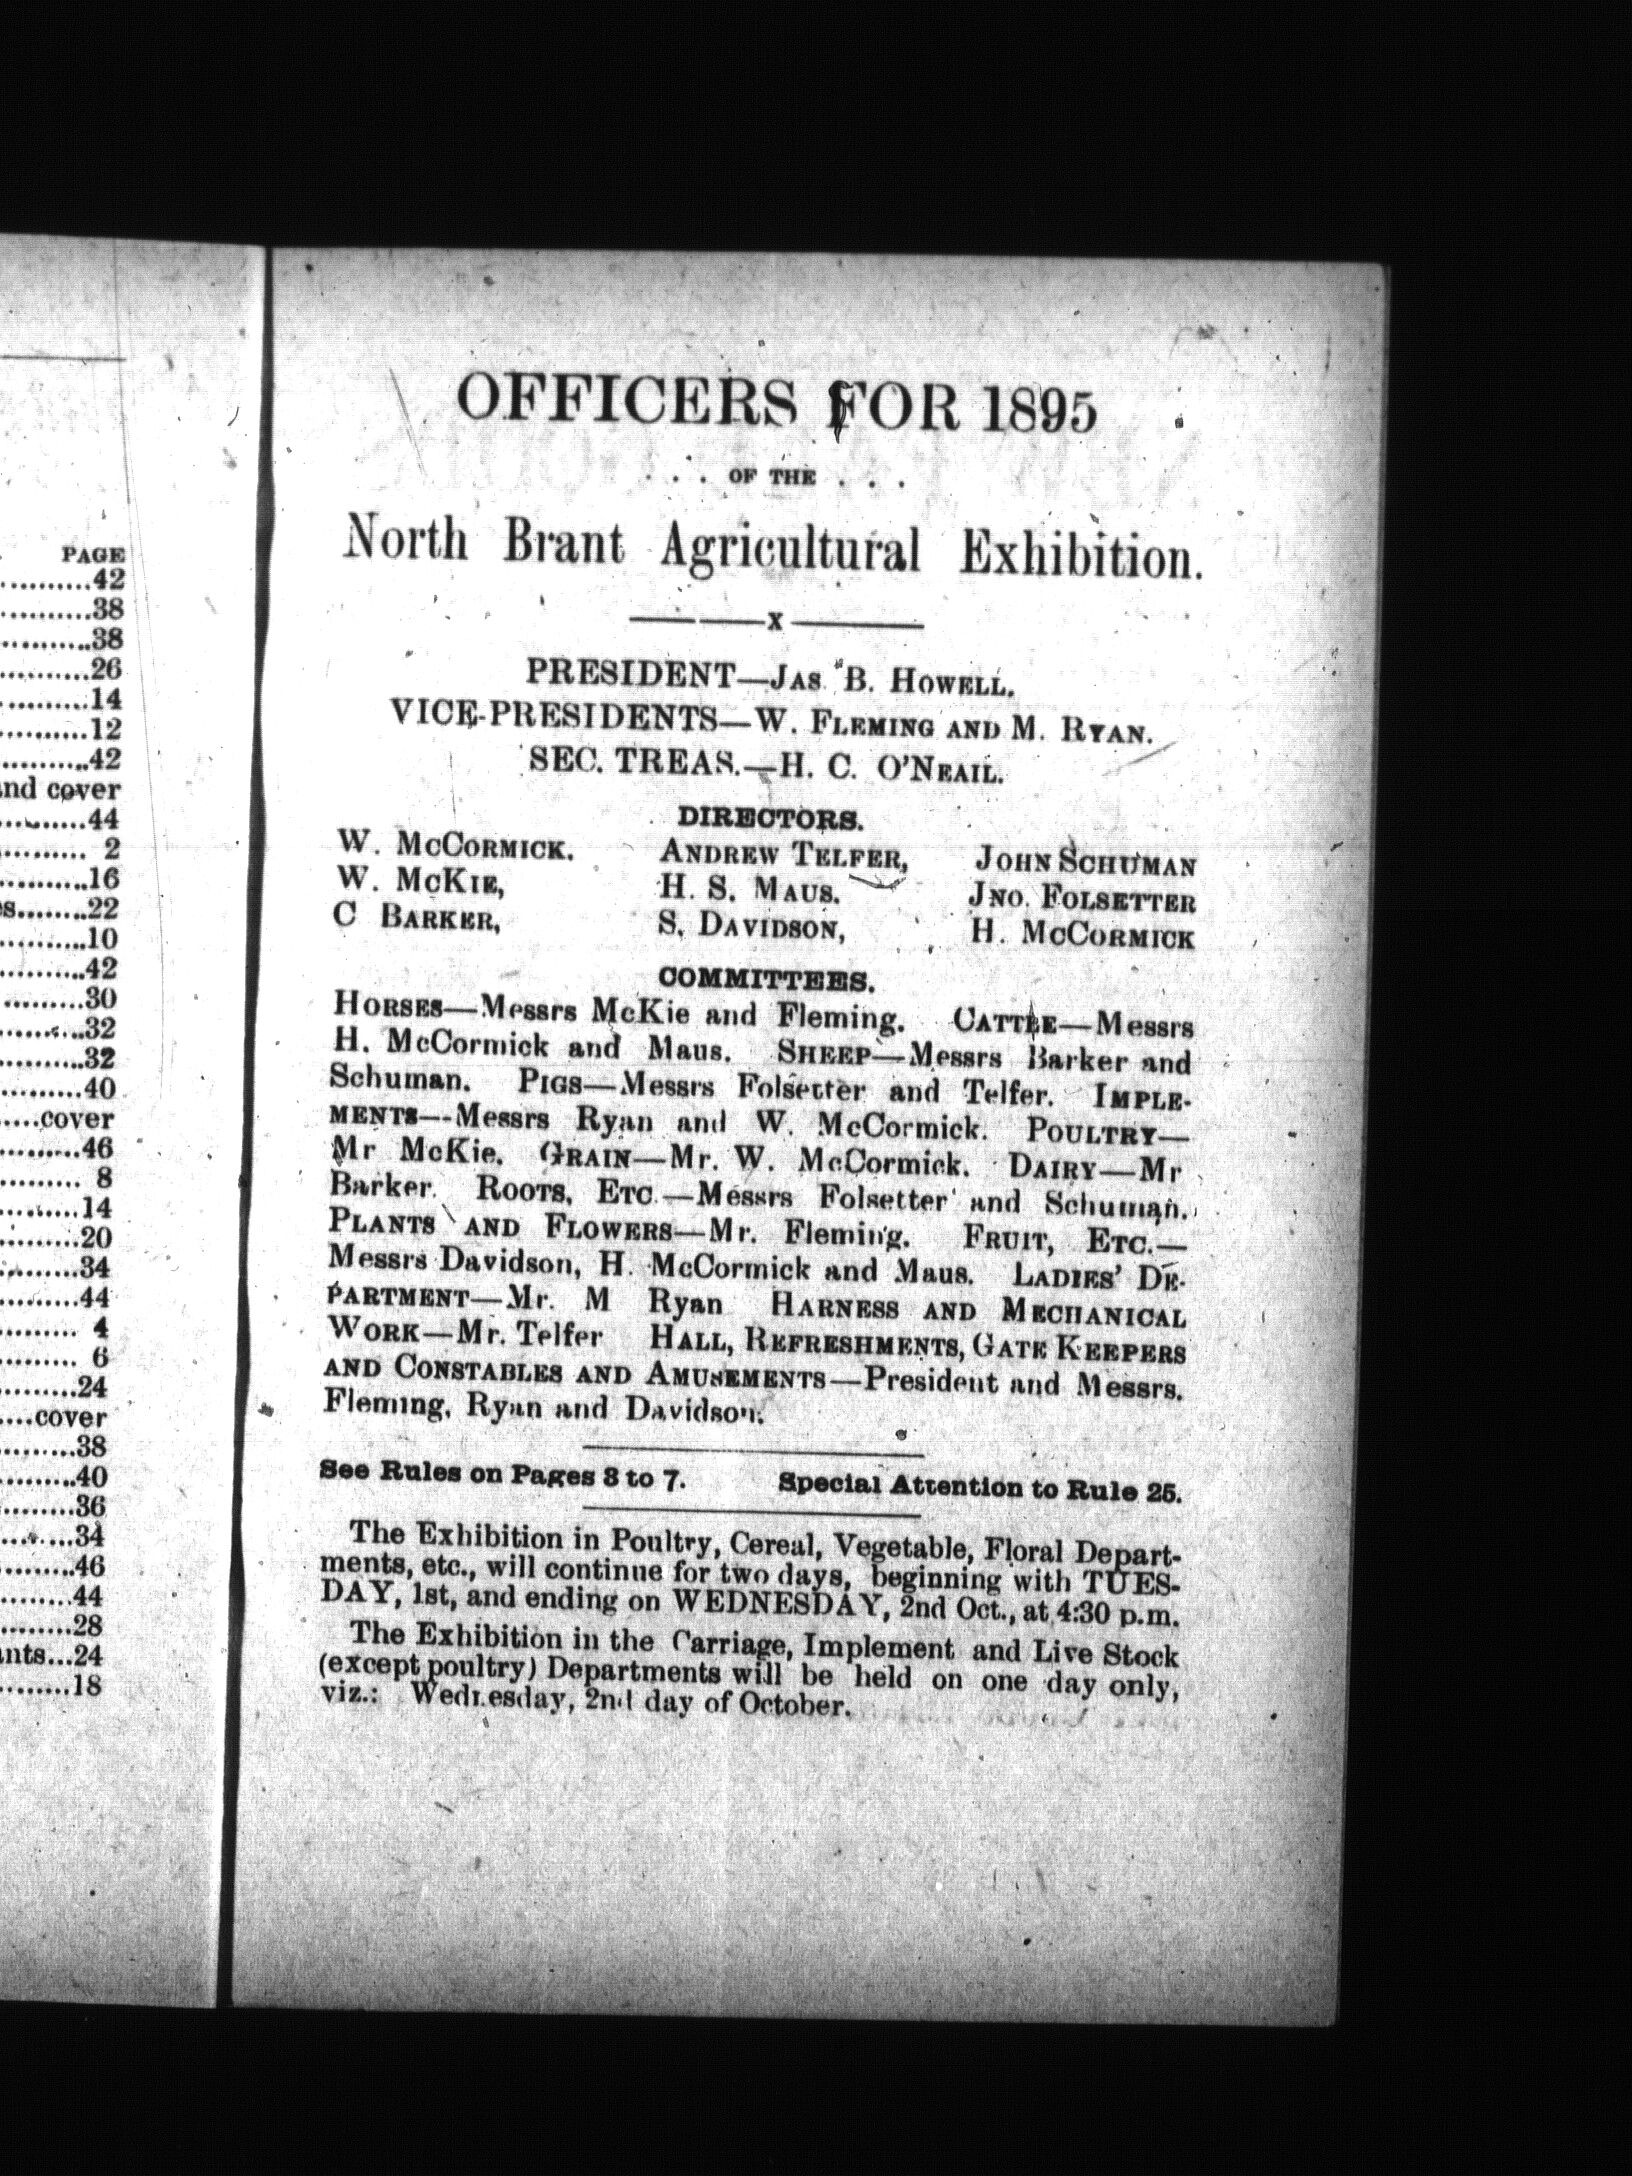 PAGE
..........42
..........38
..........38
..........26
.........14
..........12
..........42
and cover
.........44
......... 2
..........16
es........22
..........10
..........42
.........30
..........32
..........32
.........40
.....cover
.........46
......... 8
.........14
.........20
.........34
.........44
......... 4
......... 6
.........24
....cover
.........38
.........40
.........36
.........34
.........46
.........44
.........28
ants...24
.........18
OFFICERS FOR 1895
. . . OF THE . . .
North Brant Agricultural Exhibition.
x
PRESIDENT—JAS. B. HOWELL.
VICE-PRESIDENTS—W. FLEMING AND M. RYAN.
SEC. TREAS.—H. C. O'NEAIL.
DIRECTORS.
W. MCCORMICK. ANDREW TELFER, JOHN SCHUMAN
W. MCKIE, H. S. MAUS. JNO. FOLSETTER
C BARKER, S. DAVIDSON, H. MCCORMICK
COMMITTEES.
HORSES—Messrs McKie and Fleming. CATTLE—Messrs
H. McCormick and Maus. SHEEP—Messrs Barker and
Schuman. PIGS—Messrs Folsetter and Telfer. IMPLE-
MENTS—Messrs Ryan and W. McCormick. POULTRY—
Mr McKie. GRAIN—Mr. W. McCormick. DAIRY—Mr
Barker. ROOTS, ETC.—Messrs Folsetter and Schuman.
PLANTS AND FLOWERS—Mr. Fleming. FRUIT, ETC.—
Messrs Davidson, H. McCormick and Maus. LADIES' DE-
PARTMENT—Mr. M Ryan HARNESS AND MECHANICAL
WORK—Mr. Telfer HALL, REFRESHMENTS, GATE KEEPERS
AND CONSTABLES AND AMUSEMENTS—President and Messrs.
Fleming, Ryan and Davidson.
See Rules on Pages 3 to 7. Special Attention to Rule 25.
The Exhibition in Poultry, Cereal, Vegetable, Floral Depart-
ments, etc., will continue for two days, beginning with TUES-
DAY, 1st, and ending on WEDNESDAY, 2nd Oct., at 4:30 p.m.
The Exhibition in the Carriage, Implement and Live Stock
(except poultry) Departments will be held on one day only,
viz.: Wednesday, 2nd day of October.